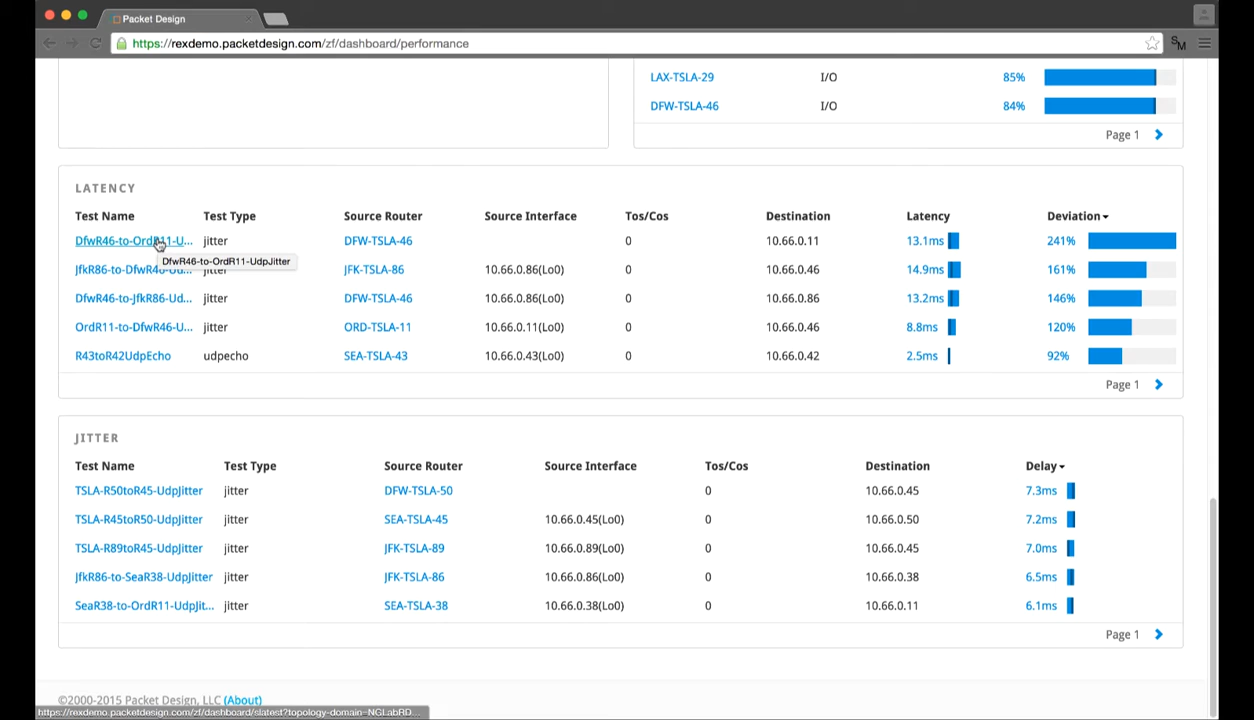 Packet Design
https://rexdemo.packetdesign.com/zf/dashboard/performance
LAX-TSLA-29 I/O 85%
DFW-TSLA-46 I/O 84%
Page 1
LATENCY
Test Name Test Type Source Router Source Interface Tos/Cos Destination Latency Deviation
DfwR46-to-OrdR11-U... jitter DFW-TSLA-46 0 10.66.0.11 13.1ms 241%
DfwR46-to-OrdR11-UdpJitter
JfkR86-to-DfwR46-Ud... jitter JFK-TSLA-86 10.66.0.86(Lo0) 0 10.66.0.46 14.9ms 161%
DfwR46-to-JfkR86-Ud... jitter DFW-TSLA-46 10.66.0.86(Lo0) 0 10.66.0.86 13.2ms 146%
OrdR11-to-DfwR46-U... jitter ORD-TSLA-11 10.66.0.11(Lo0) 0 10.66.0.46 8.8ms 120%
R43toR42UdpEcho udpecho SEA-TSLA-43 10.66.0.43(Lo0) 0 10.66.0.42 2.5ms 92%
Page 1
JITTER
Test Name Test Type Source Router Source Interface Tos/Cos Destination Delay
TSLA-R50toR45-UdpJitter jitter DFW-TSLA-50 0 10.66.0.45 7.3ms
TSLA-R45toR50-UdpJitter jitter SEA-TSLA-45 10.66.0.45(Lo0) 0 10.66.0.50 7.2ms
TSLA-R89toR45-UdpJitter jitter JFK-TSLA-89 10.66.0.89(Lo0) 0 10.66.0.45 7.0ms
JfkR86-to-SeaR38-UdpJitter jitter JFK-TSLA-86 10.66.0.86(Lo0) 0 10.66.0.38 6.5ms
SeaR38-to-OrdR11-UdpJit... jitter SEA-TSLA-38 10.66.0.38(Lo0) 0 10.66.0.11 6.1ms
Page 1
©2000-2015 Packet Design, LLC (About)
https://rexdemo.packetdesign.com/zf/dashboard/slatest?topology-domain=NGLabRD...